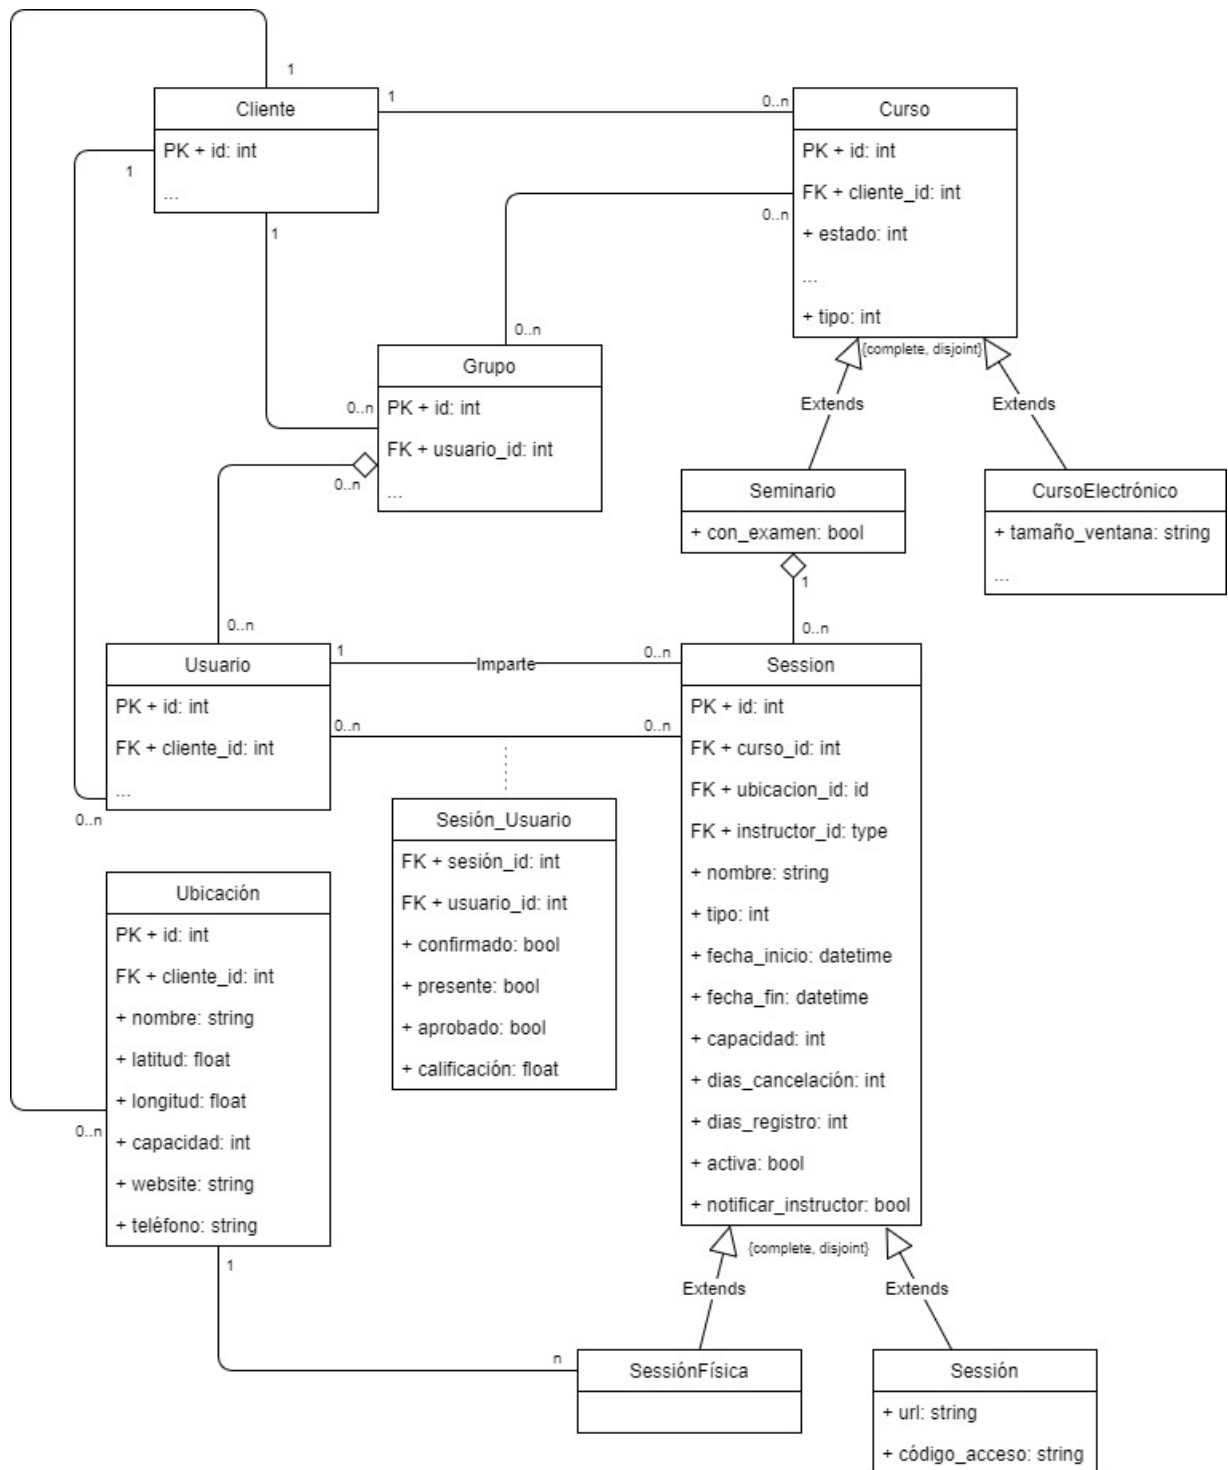 1
Cliente
PK + id: int
...
1
1
1
0..n
0..n
Curso
PK + id: int
FK + cliente_id: int
+ estado: int
...
+ tipo: int
{complete, disjoint}
Extends
Extends
0..n
0..n
Grupo
PK + id: int
FK + usuario_id: int
...
0..n
0..n
Seminario
+ con_examen: bool
1
0..n
CursoElectrónico
+ tamaño_ventana: string
...
Usuario
PK + id: int
FK + cliente_id: int
...
0..n
1
Imparte
0..n
0..n
0..n
Session
PK + id: int
FK + curso_id: int
FK + ubicacion_id: id
FK + instructor_id: type
+ nombre: string
+ tipo: int
+ fecha_inicio: datetime
+ fecha_fin: datetime
+ capacidad: int
+ dias_cancelación: int
+ dias_registro: int
+ activa: bool
+ notificar_instructor: bool
Sesión_Usuario
FK + sesión_id: int
FK + usuario_id: int
+ confirmado: bool
+ presente: bool
+ aprobado: bool
+ calificación: float
Ubicación
PK + id: int
FK + cliente_id: int
+ nombre: string
+ latitud: float
+ longitud: float
+ capacidad: int
+ website: string
+ teléfono: string
0..n
1
n
{complete, disjoint}
Extends
Extends
SessiónFísica
Sessión
+ url: string
+ código_acceso: string